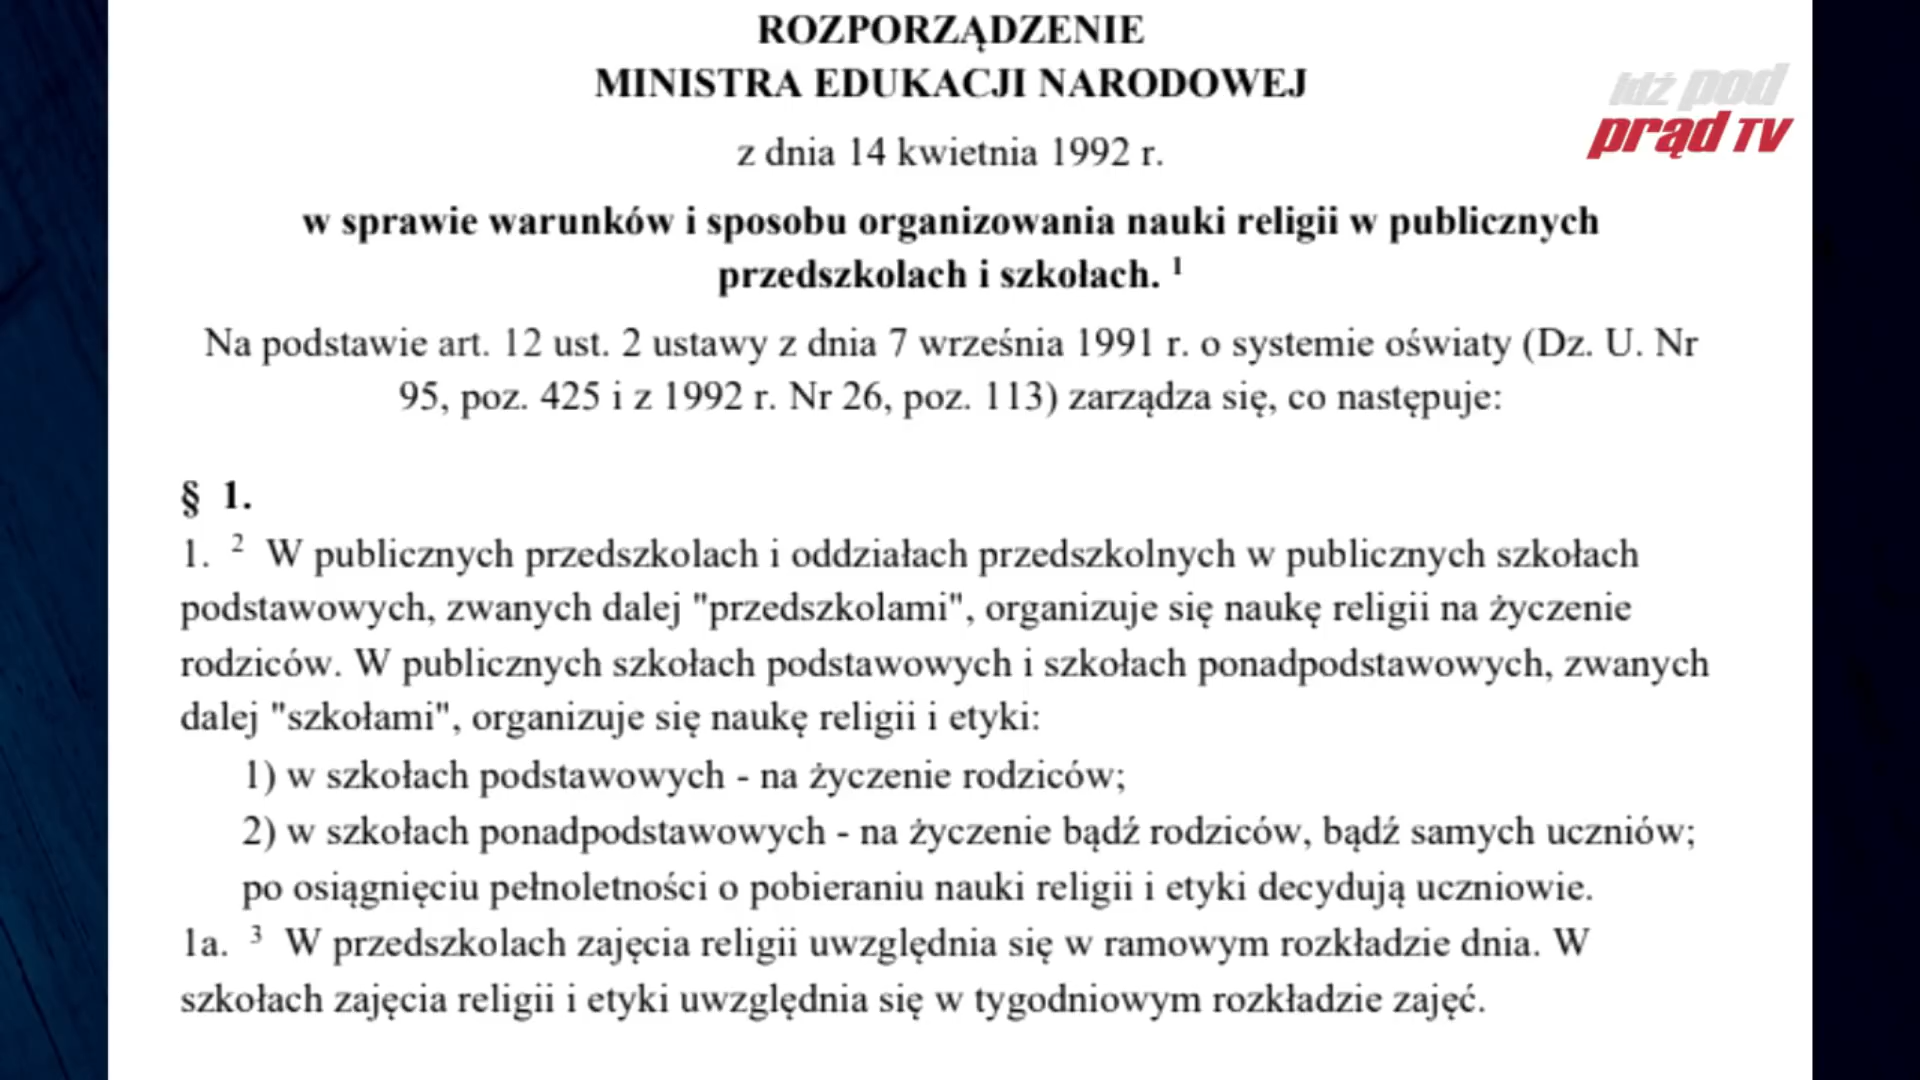 ROZPORZĄDZENIE
MINISTRA EDUKACJI NARODOWEJ
z dnia 14 kwietnia 1992 r.
w sprawie warunków i sposobu organizowania nauki religii w publicznych
przedszkolach i szkołach. 1
Na podstawie art. 12 ust. 2 ustawy z dnia 7 września 1991 r. o systemie oświaty (Dz. U. Nr
95, poz. 425 i z 1992 r. Nr 26, poz. 113) zarządza się, co następuje:
§ 1.
1. 2 W publicznych przedszkolach i oddziałach przedszkolnych w publicznych szkołach
podstawowych, zwanych dalej "przedszkolami", organizuje się naukę religii na życzenie
rodziców. W publicznych szkołach podstawowych i szkołach ponadpodstawowych, zwanych
dalej "szkołami", organizuje się naukę religii i etyki:
1) w szkołach podstawowych - na życzenie rodziców;
2) w szkołach ponadpodstawowych - na życzenie bądź rodziców, bądź samych uczniów;
po osiągnięciu pełnoletności o pobieraniu nauki religii i etyki decydują uczniowie.
1a. 3 W przedszkolach zajęcia religii uwzględnia się w ramowym rozkładzie dnia. W
szkołach zajęcia religii i etyki uwzględnia się w tygodniowym rozkładzie zajęć.
idź pod
prąd TV